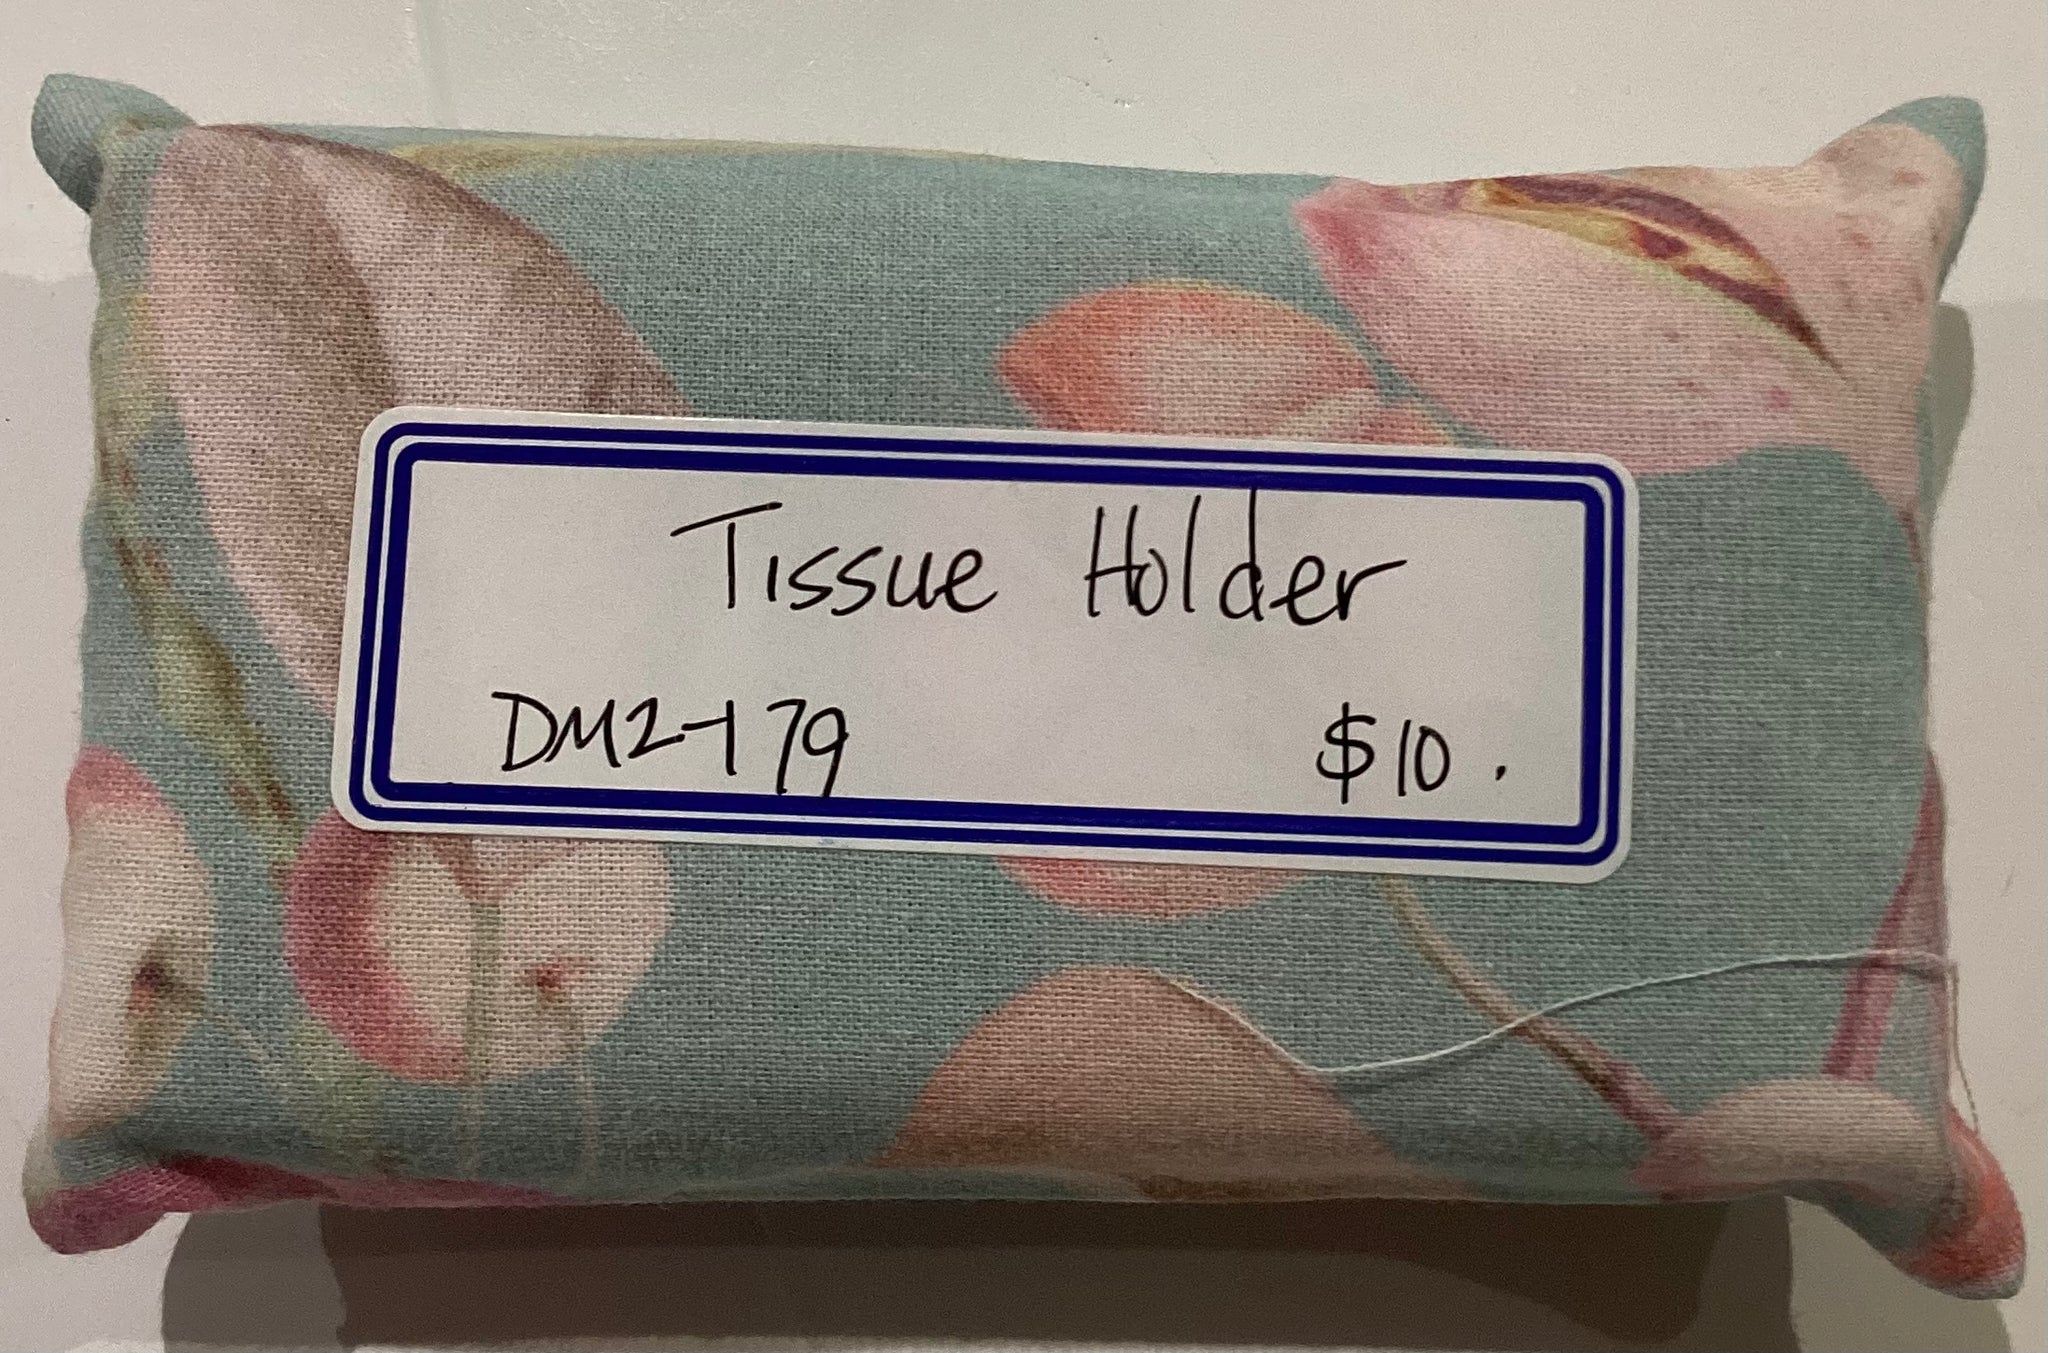 Tissue Holder
DM2-179 $10.